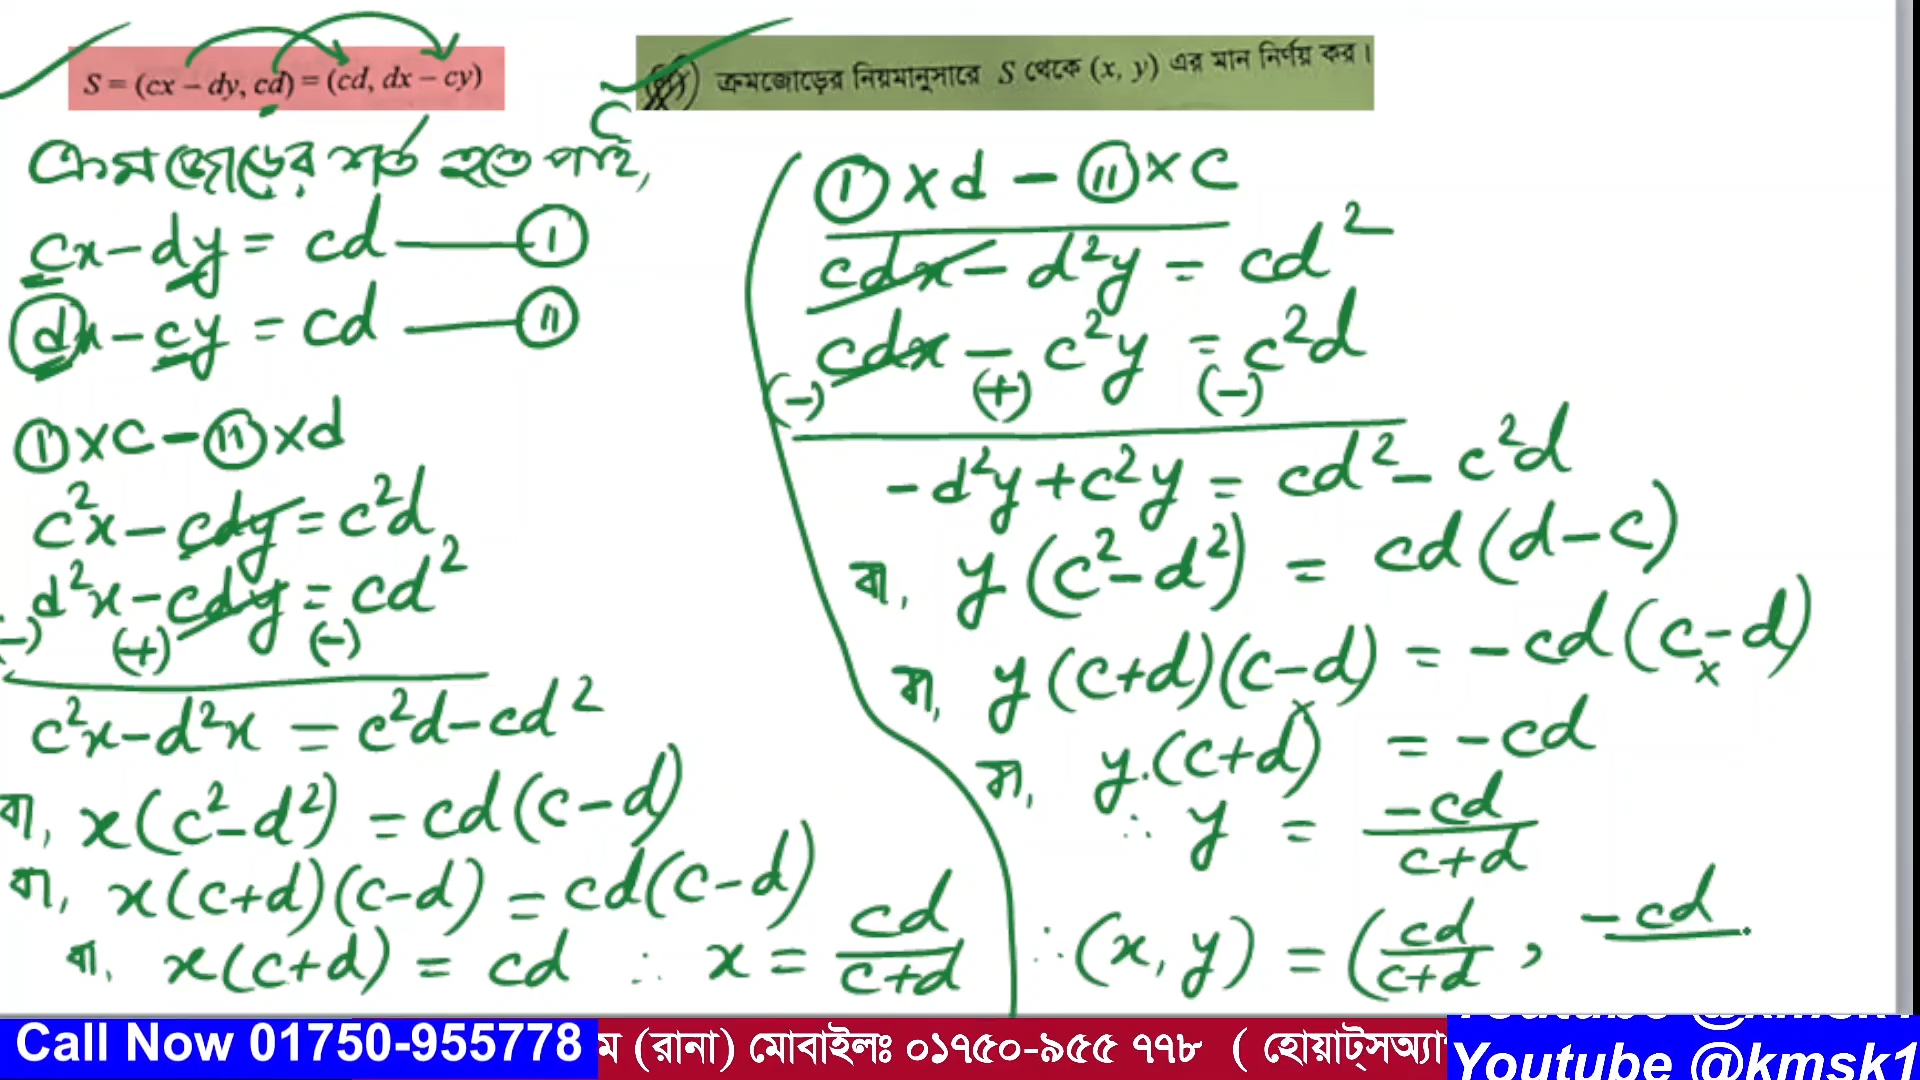 S = (cx − dy, cd) = (cd, dx − cy)
ক্রমজোড়ের নিয়মানুসারে S থেকে (x, y) এর মান নির্ণয় কর।
ক্রমজোড়ের শর্ত হতে পাই,
cx − dy = cd — (i)
dx − cy = cd — (ii)
(i) × c − (ii) × d
c²x − cdy = c²d
d²x − cdy = cd²
(−) (+) (−)
c²x − d²x = c²d − cd²
বা, x(c² − d²) = cd(c − d)
বা, x(c+d)(c−d) = cd(c−d)
বা, x(c+d) = cd ∴ x = cd/(c+d)
(i) × d − (ii) × c
cdx − d²y = cd²
cdx − c²y = c²d
(−) (+) (−)
−d²y + c²y = cd² − c²d
বা, y(c² − d²) = cd(d − c)
বা, y(c+d)(c−d) = −cd(c−d)
বা, y.(c+d) = −cd
∴ y = −cd/(c+d)
∴ (x, y) = (cd/(c+d), −cd
Call Now 01750-955778
ম (রানা) মোবাইলঃ ০১৭৫০-৯৫৫ ৭৭৮ ( হোয়াট্সঅ্যা
Youtube @kmsk1
Youtube @kmsk1